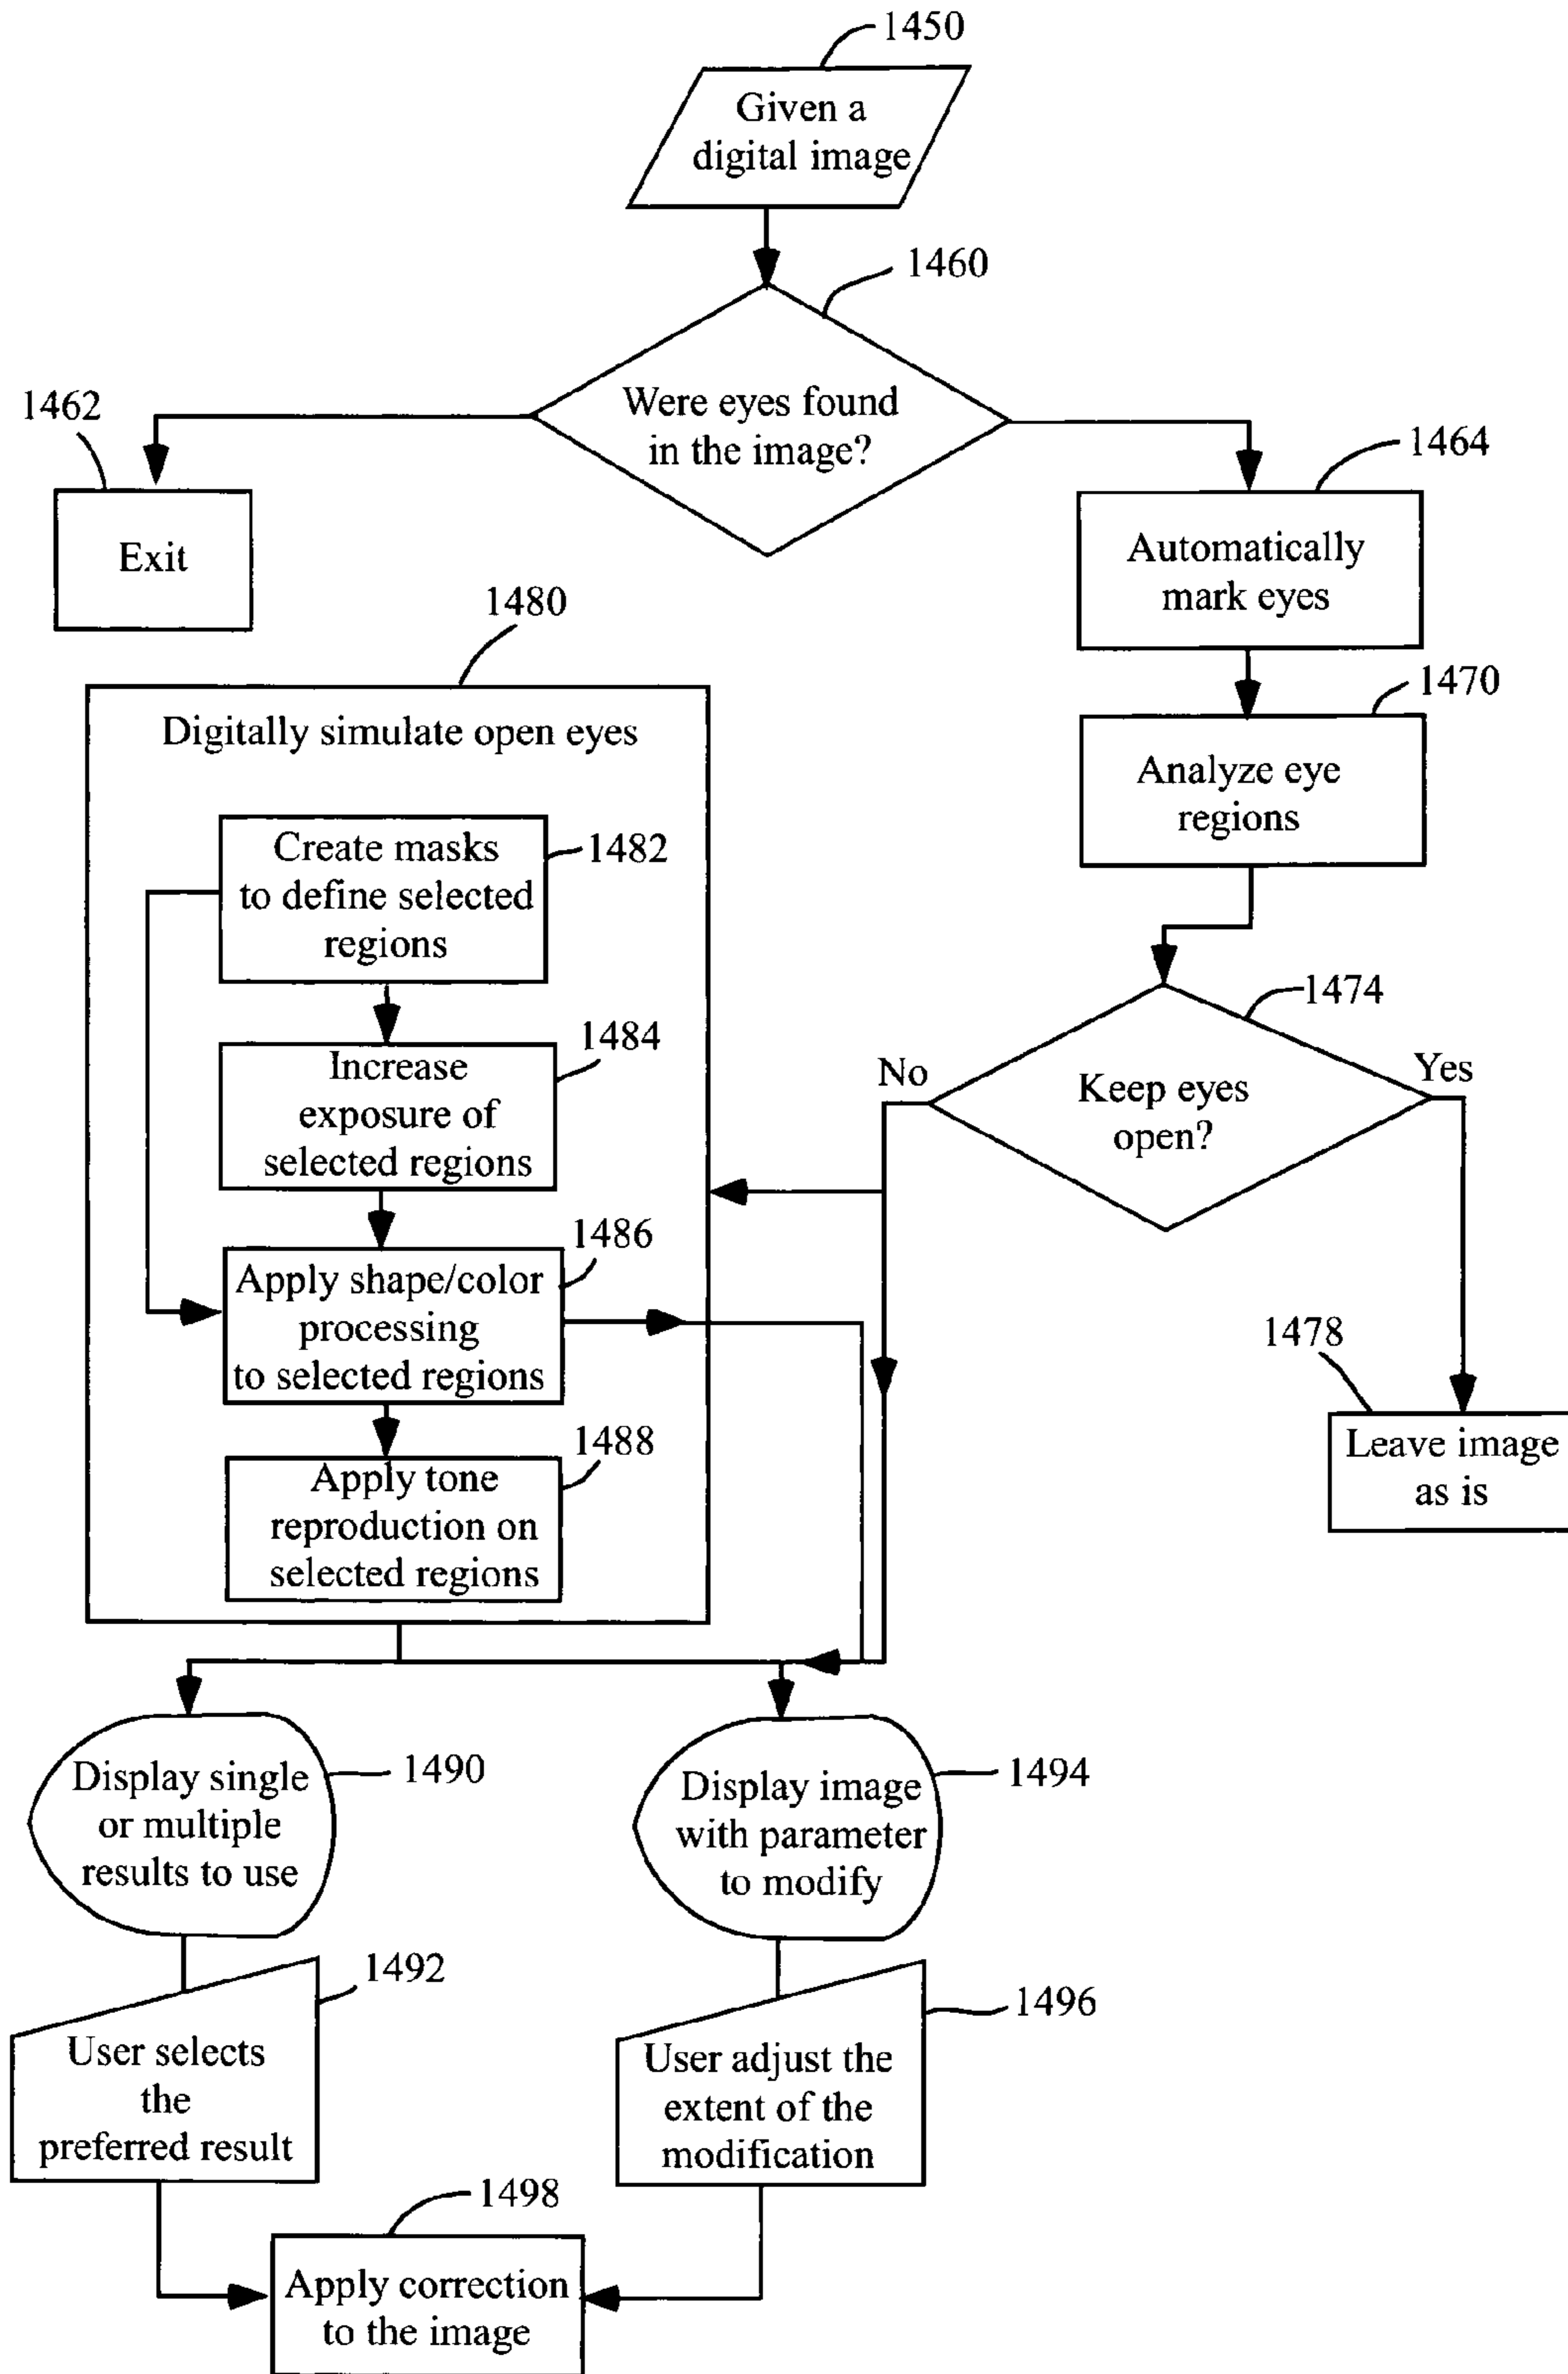 1450
Given a
digital image
1460
Were eyes found
in the image?
1462
Exit
1464
Automatically
mark eyes
1470
Analyze eye
regions
1474
Keep eyes
open?
No
Yes
1478
Leave image
as is
1480
Digitally simulate open eyes
1482
Create masks
to define selected
regions
1484
Increase
exposure of
selected regions
1486
Apply shape/color
processing
to selected regions
1488
Apply tone
reproduction on
selected regions
1490
Display single
or multiple
results to use
1494
Display image
with parameter
to modify
1492
User selects
the
preferred result
1496
User adjust the
extent of the
modification
1498
Apply correction
to the image